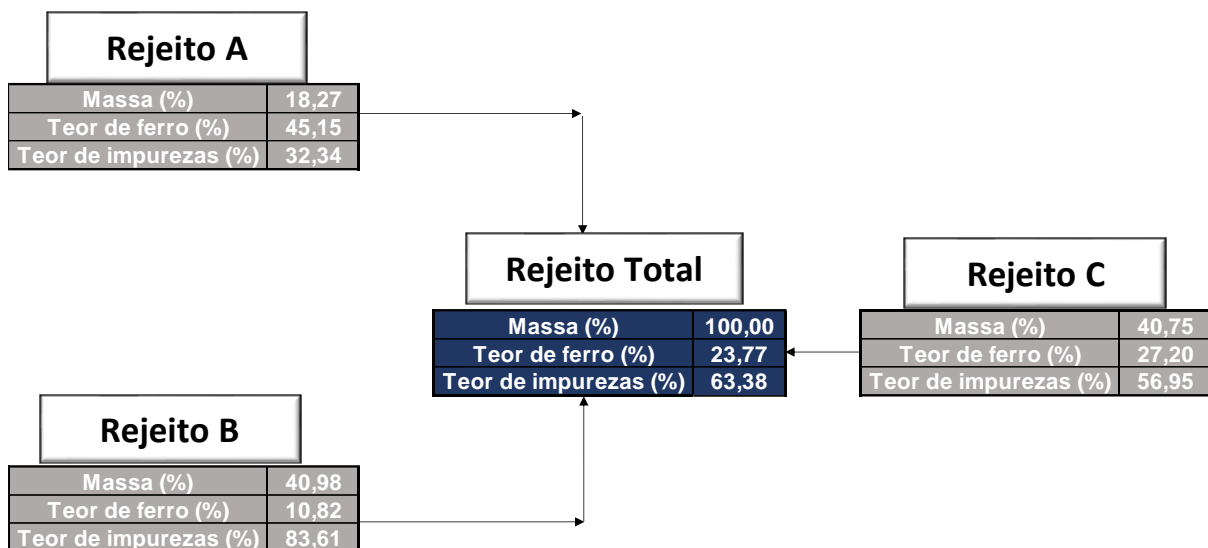 Rejeito A
Massa (%) 18,27
Teor de ferro (%) 45,15
Teor de impurezas (%) 32,34
Rejeito Total
Massa (%) 100,00
Teor de ferro (%) 23,77
Teor de impurezas (%) 63,38
Rejeito C
Massa (%) 40,75
Teor de ferro (%) 27,20
Teor de impurezas (%) 56,95
Rejeito B
Massa (%) 40,98
Teor de ferro (%) 10,82
Teor de impurezas (%) 83,61